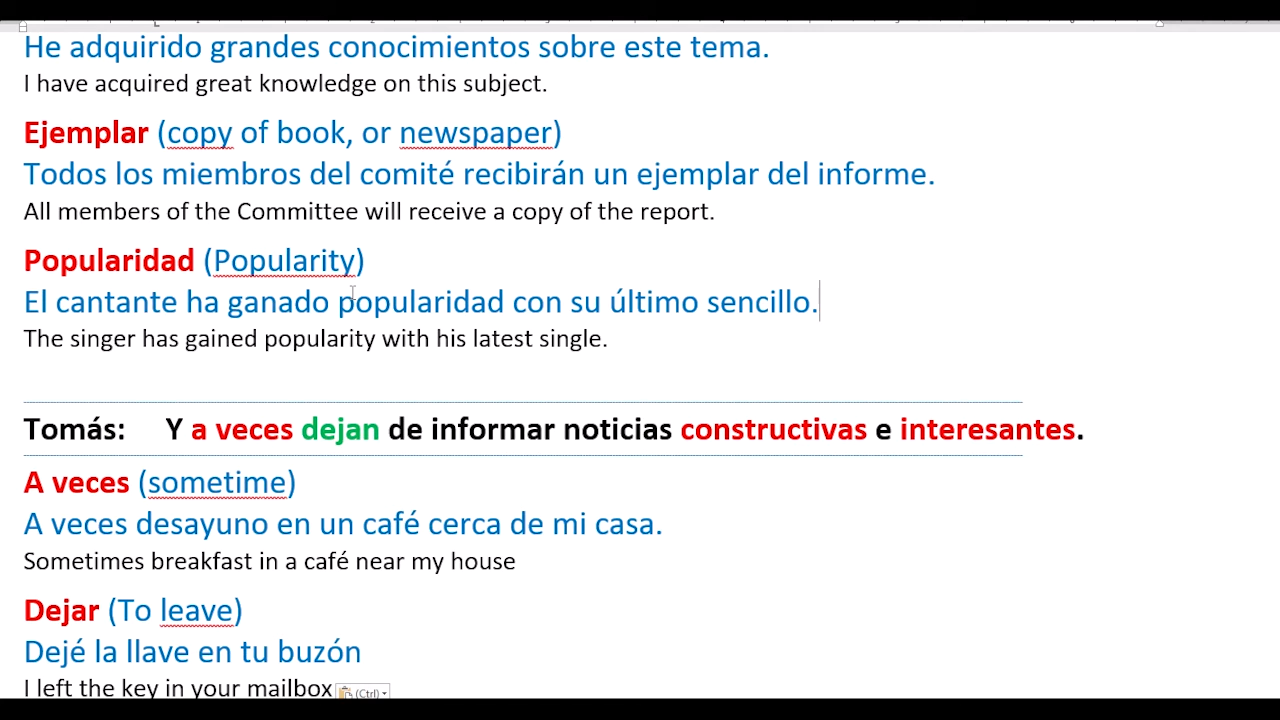 He adquirido grandes conocimientos sobre este tema.
I have acquired great knowledge on this subject.
Ejemplar (copy of book, or newspaper)
Todos los miembros del comité recibirán un ejemplar del informe.
All members of the Committee will receive a copy of the report.
Popularidad (Popularity)
El cantante ha ganado popularidad con su último sencillo.
The singer has gained popularity with his latest single.
Tomás: Y a veces dejan de informar noticias constructivas e interesantes.
A veces (sometime)
A veces desayuno en un café cerca de mi casa.
Sometimes breakfast in a café near my house
Dejar (To leave)
Dejé la llave en tu buzón
I left the key in your mailbox (Ctrl)